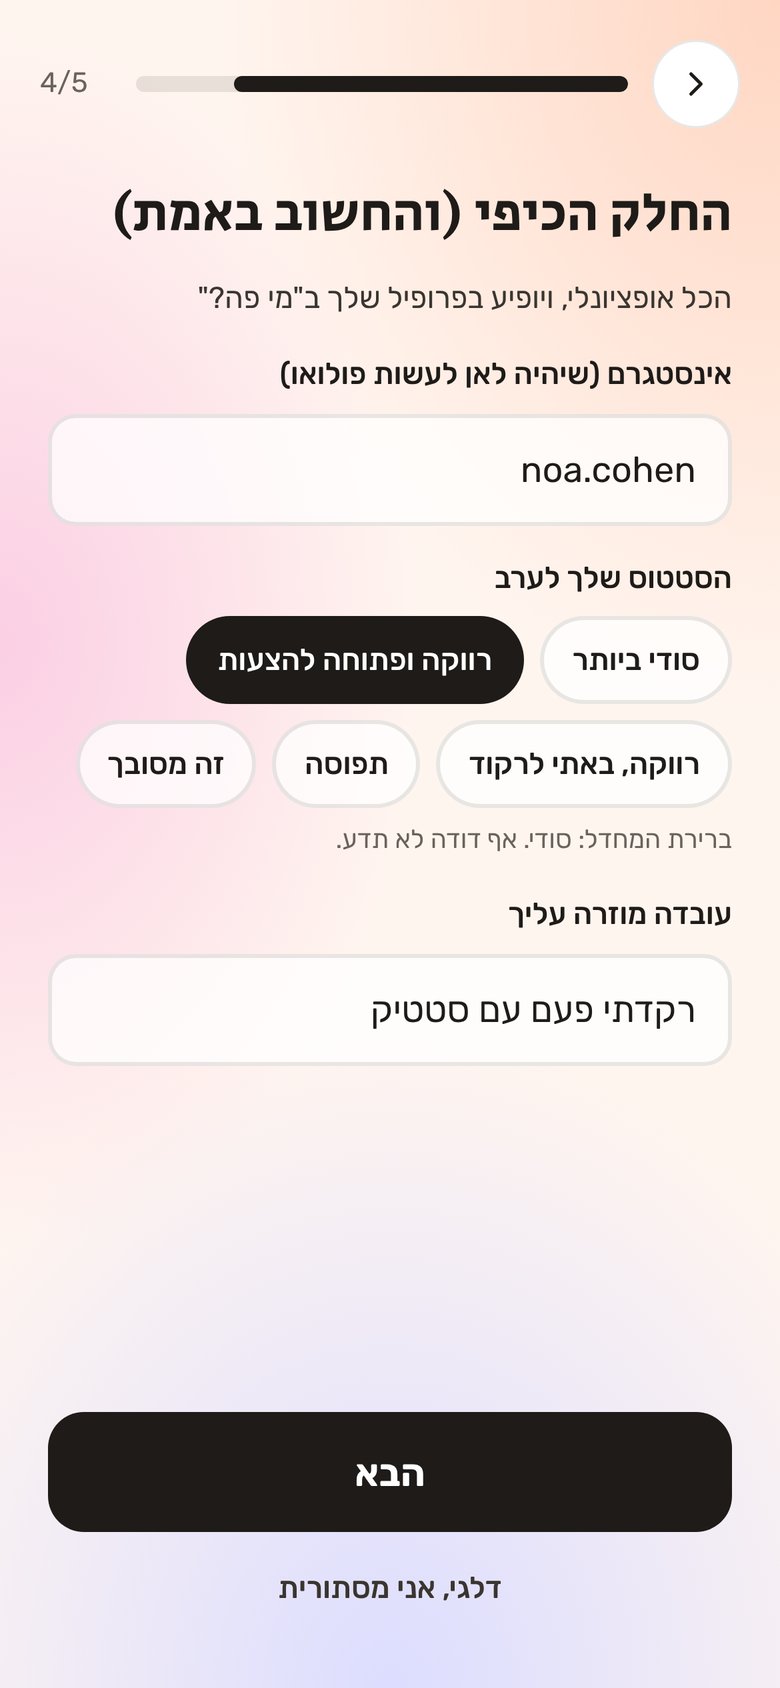 4/5
החלק הכיפי (והחשוב באמת)
הכל אופציונלי, ויופיע בפרופיל שלך ב"מי פה?"
אינסטגרם (שיהיה לאן לעשות פולואו)
noa.cohen
הסטטוס שלך לערב
סודי ביותר
רווקה ופתוחה להצעות
רווקה, באתי לרקוד
תפוסה
זה מסובך
ברירת המחדל: סודי. אף דודה לא תדע.
עובדה מוזרה עליך
רקדתי פעם עם סטטיק
הבא
דלגי, אני מסתורית